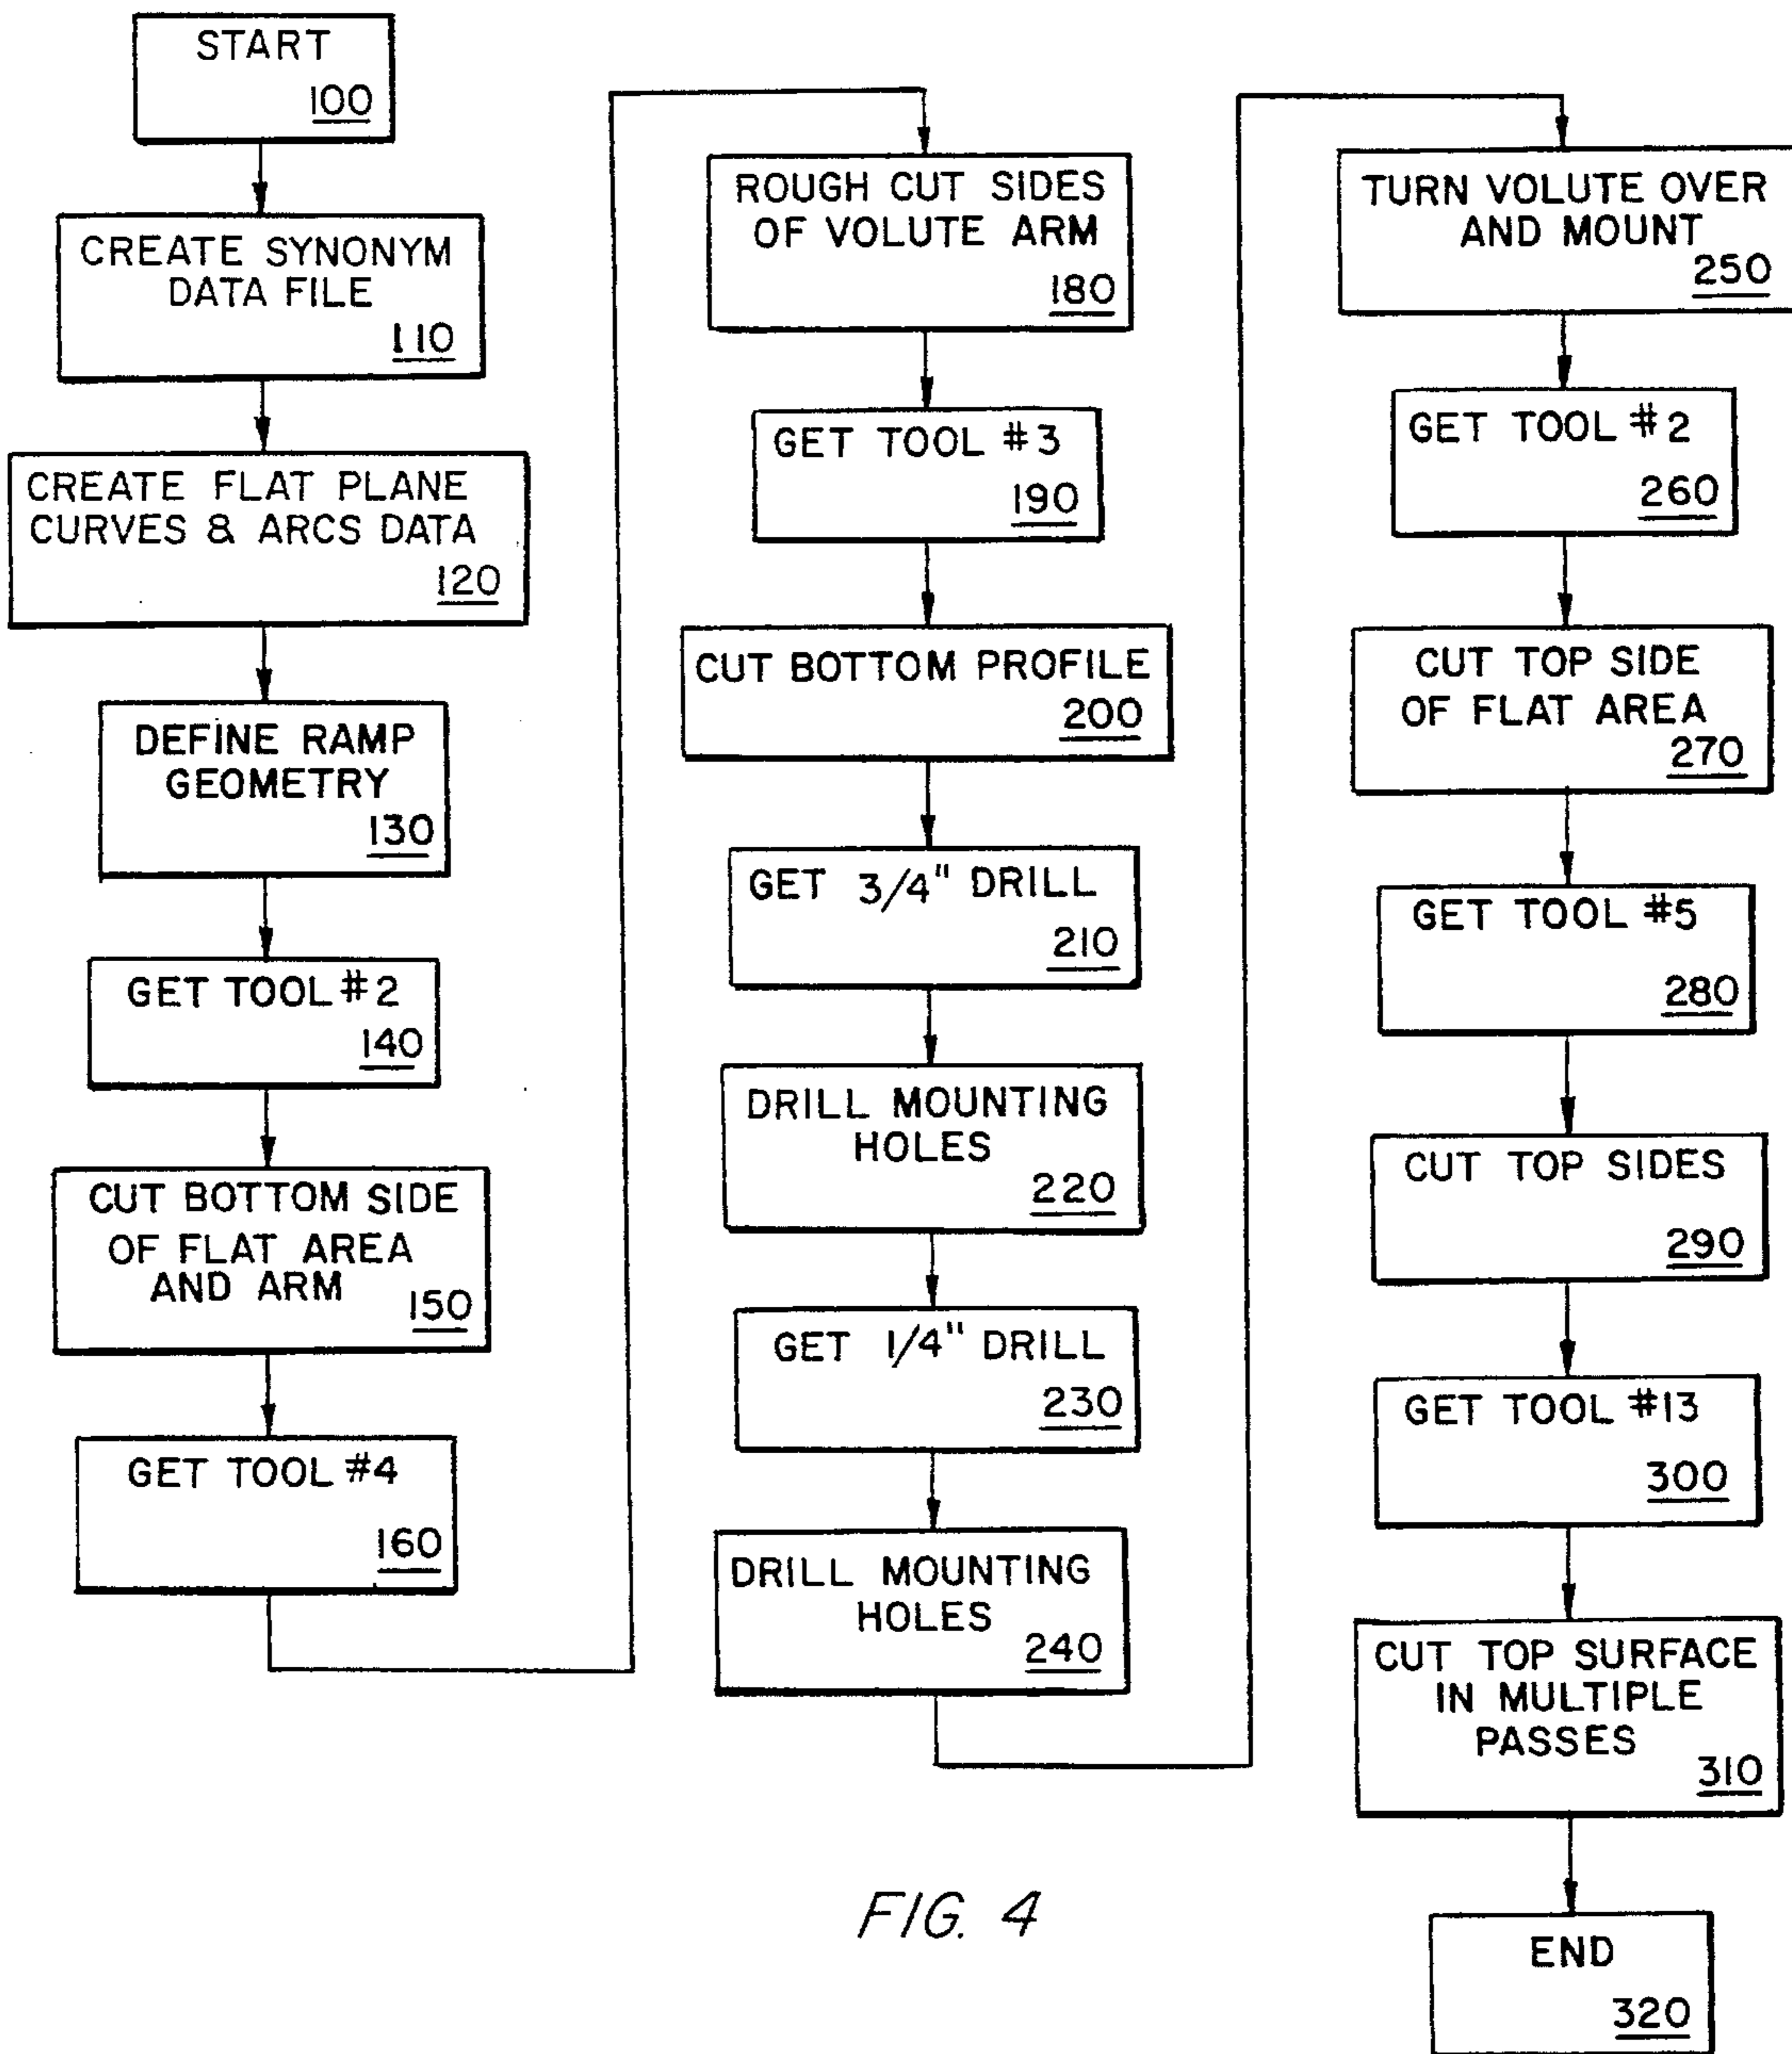 START
100
CREATE SYNONYM
DATA FILE
110
CREATE FLAT PLANE
CURVES & ARCS DATA
120
DEFINE RAMP
GEOMETRY
130
GET TOOL #2
140
CUT BOTTOM SIDE
OF FLAT AREA
AND ARM
150
GET TOOL #4
160
ROUGH CUT SIDES
OF VOLUTE ARM
180
GET TOOL #3
190
CUT BOTTOM PROFILE
200
GET 3/4" DRILL
210
DRILL MOUNTING
HOLES
220
GET 1/4" DRILL
230
DRILL MOUNTING
HOLES
240
TURN VOLUTE OVER
AND MOUNT
250
GET TOOL #2
260
CUT TOP SIDE
OF FLAT AREA
270
GET TOOL #5
280
CUT TOP SIDES
290
GET TOOL #13
300
CUT TOP SURFACE
IN MULTIPLE
PASSES
310
END
320
FIG. 4